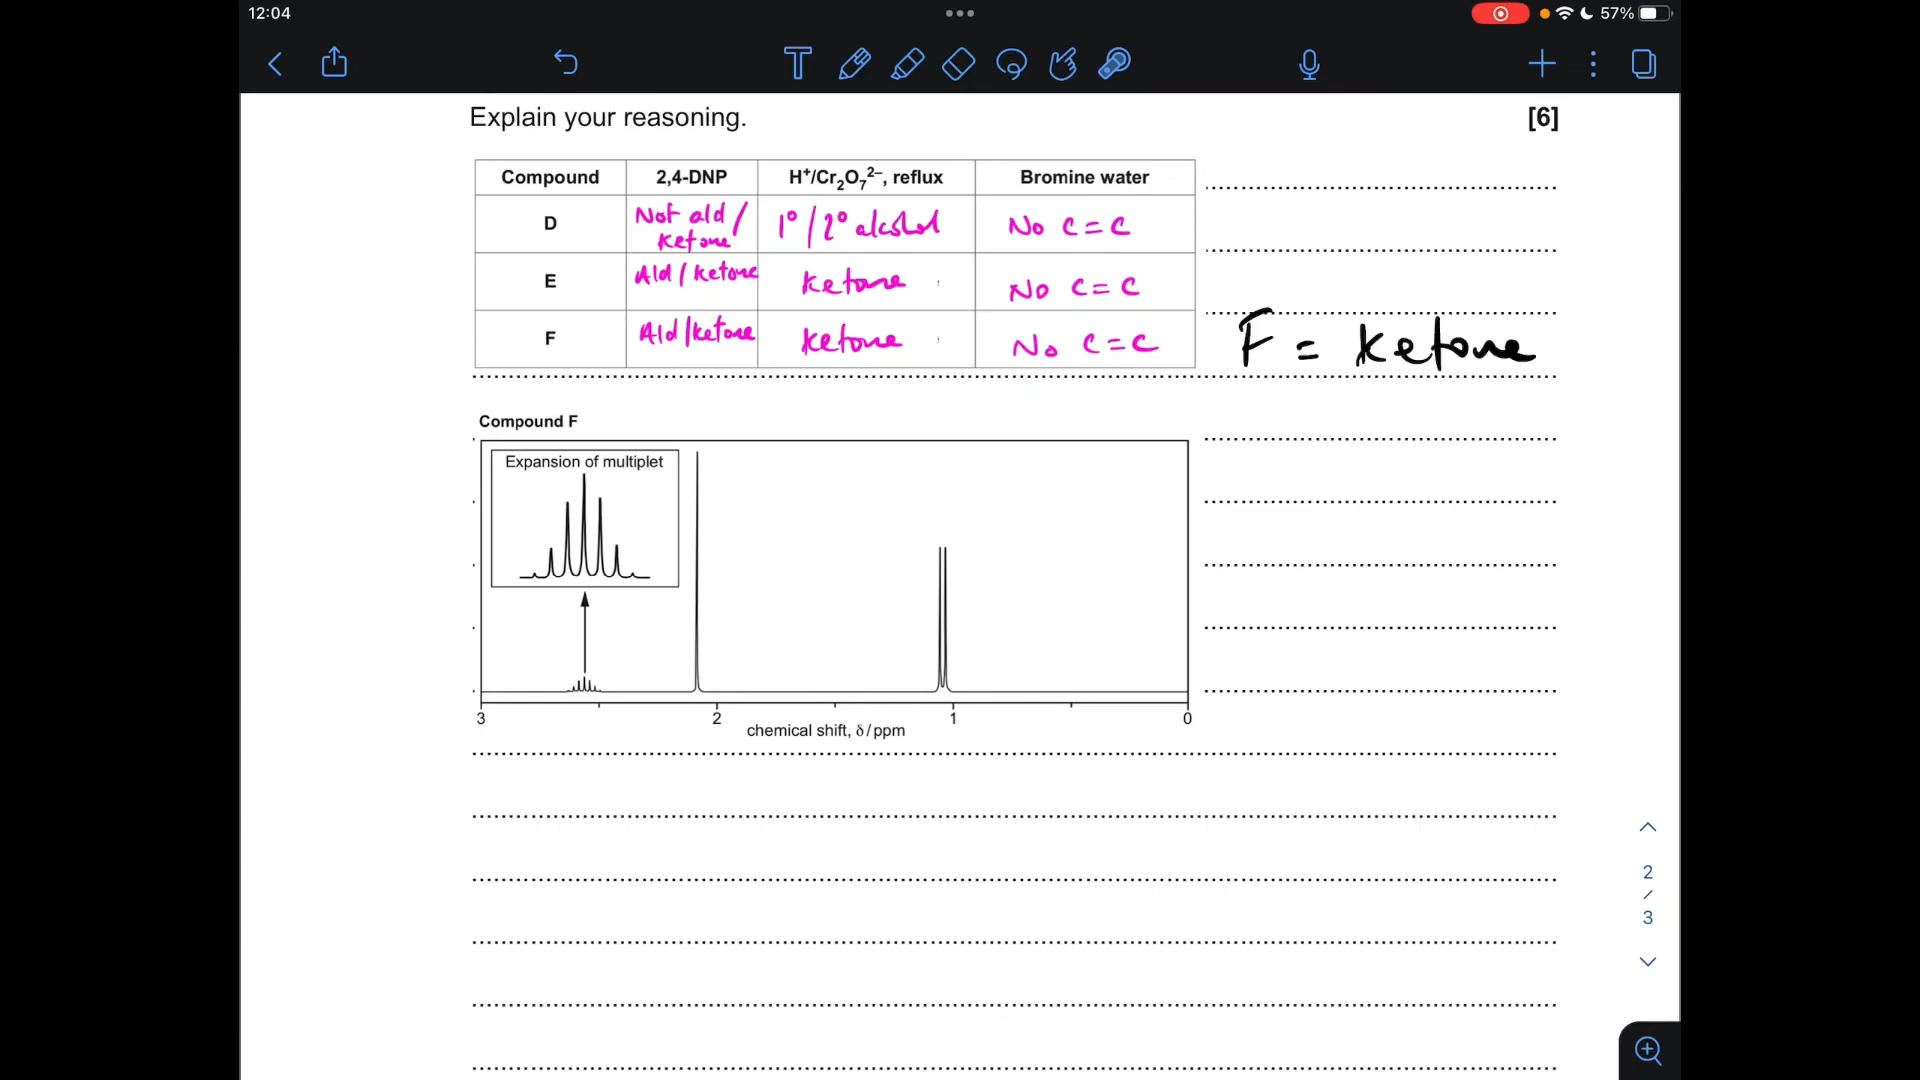 12:04
57%
Explain your reasoning. [6]
Compound 2,4-DNP H⁺/Cr₂O₇²⁻, reflux Bromine water
D Not ald/ketone 1°/2° alcohol No C=C
E Ald/ketone ketone No C=C
F Ald/ketone ketone No C=C
F = ketone
Compound F
Expansion of multiplet
3 2 1 0
chemical shift, δ/ppm
2
/
3